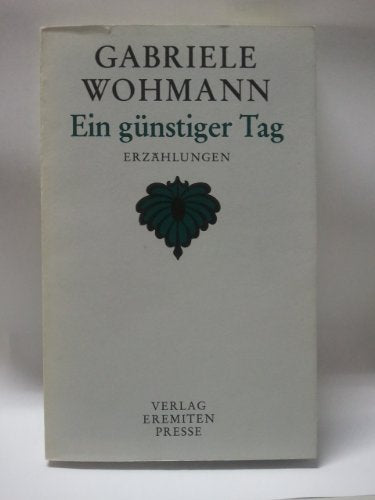 GABRIELE
WOHMANN
Ein günstiger Tag
ERZÄHLUNGEN
VERLAG
EREMITEN
PRESSE